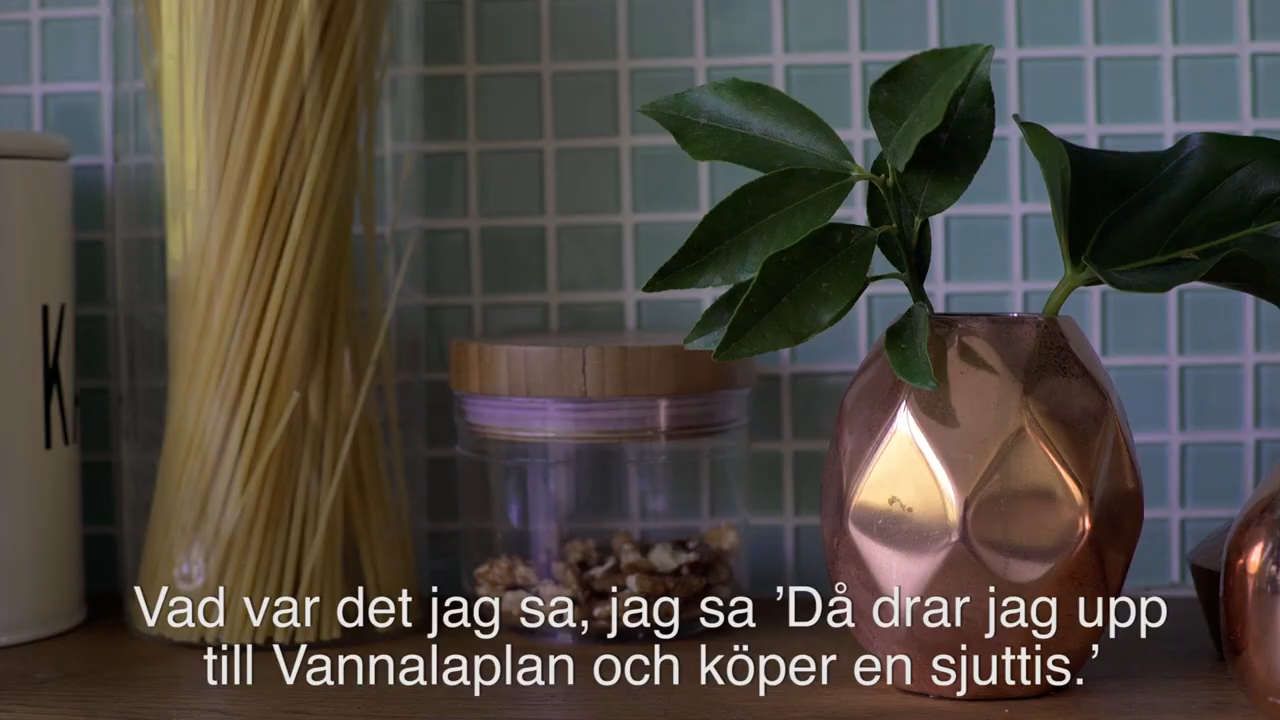 K.
Vad var det jag sa, jag sa ’Då drar jag upp
till Vannalaplan och köper en sjuttis.’